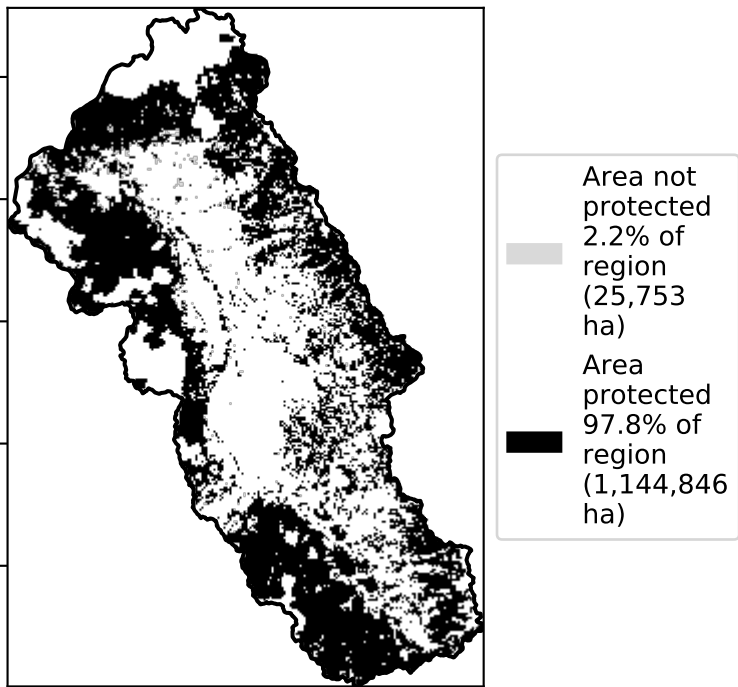 Area not
protected
2.2% of
region
(25,753
ha)
Area
protected
97.8% of
region
(1,144,846
ha)